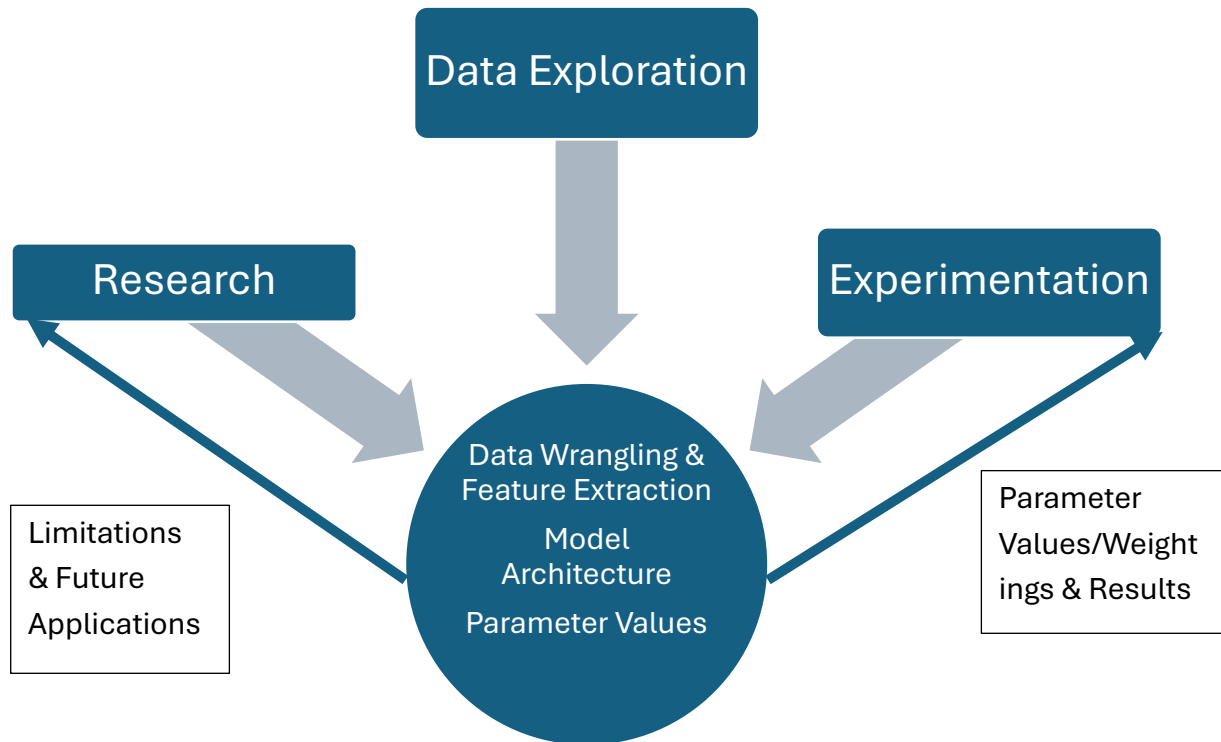 Data Exploration
Research
Experimentation
Data Wrangling &
Feature Extraction
Model
Architecture
Parameter Values
Limitations
& Future
Applications
Parameter
Values/Weight
ings & Results